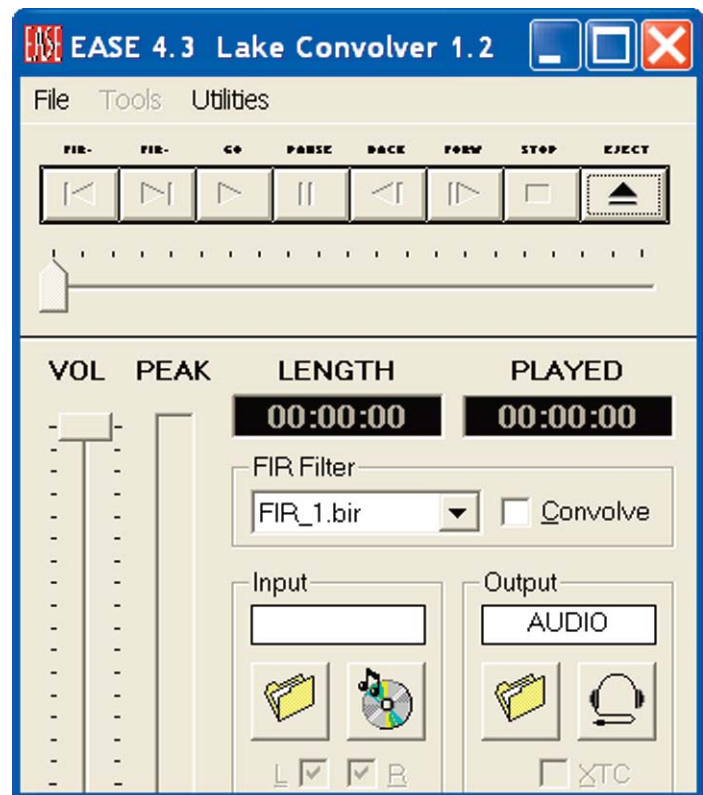 EASE EASE 4.3 Lake Convolver 1.2
File Tools Utilities
FIR- FIR- GO PAUSE BACK FORW STOP EJECT
VOL PEAK LENGTH PLAYED
00:00:00 00:00:00
FIR Filter
FIR_1.bir Convolve
Input Output
AUDIO
L R XTC